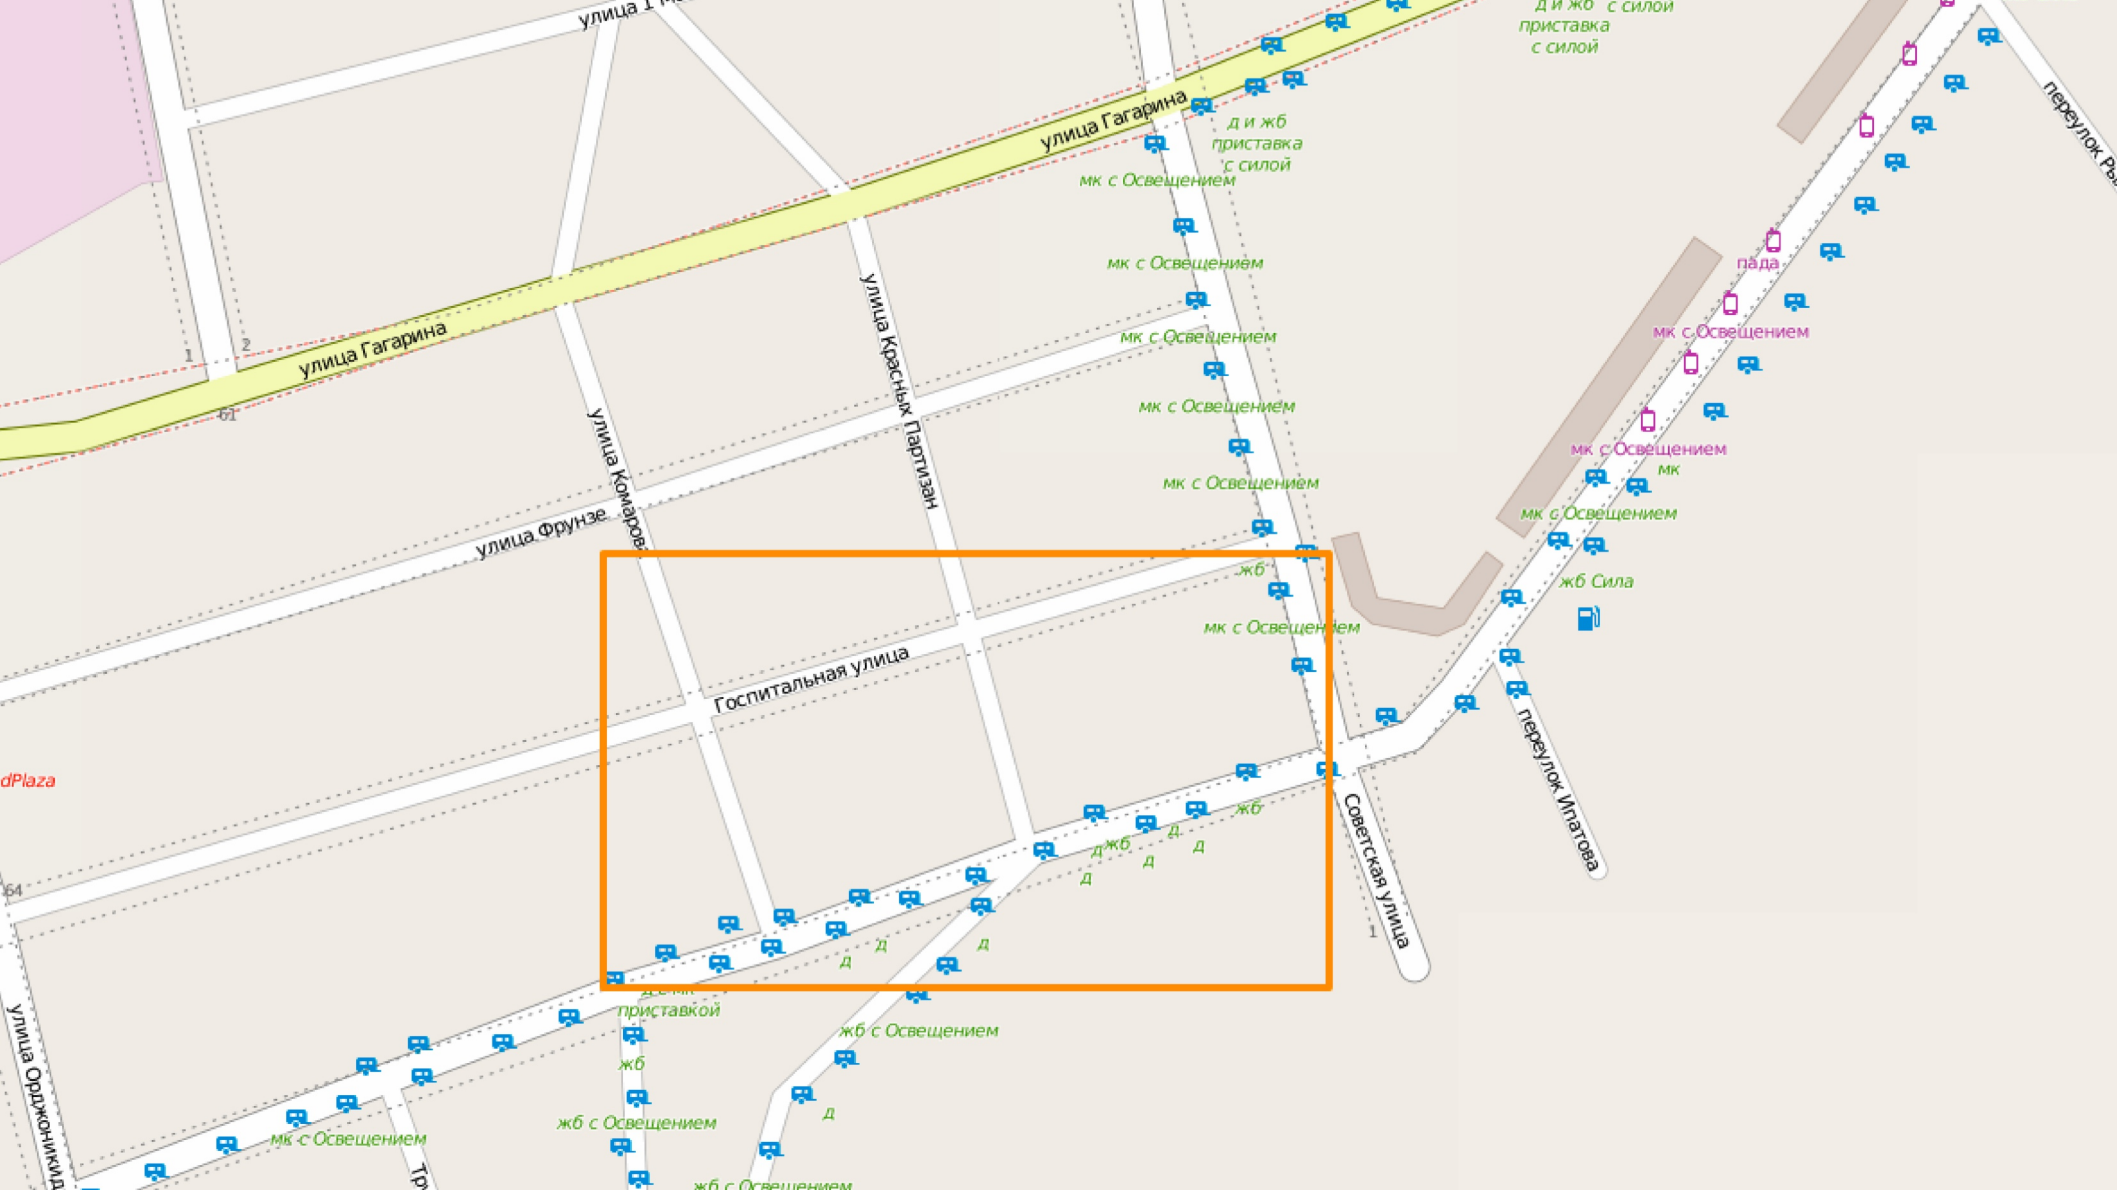 д и жб с силой
приставка
с силой
улица Гагарина
переулок
д и жб
приставка
с силой
мк с Освещением
мк с Освещением
пада
мк с Освещением
мк с Освещением
1
2
улица Гагарина
улица Красных Партизан
61
мк с Освещением
улица Комарова
мк с Освещением
мк
мк с Освещением
мк с Освещением
улица Фрунзе
жб
жб Сила
мк с Освещением
Госпитальная улица
переулок Ипатова
dPlaza
жб
Советская улица
д
жб
д
д
д
д
64
1
д
д
д
приставкой
улица
жб с Освещением
жб
д
жб с Освещением
мк с Освещением
жб с Освещением